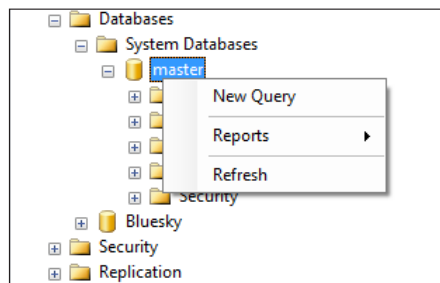 Databases
System Databases
master
New Query
Reports
Refresh
Security
Bluesky
Security
Replication